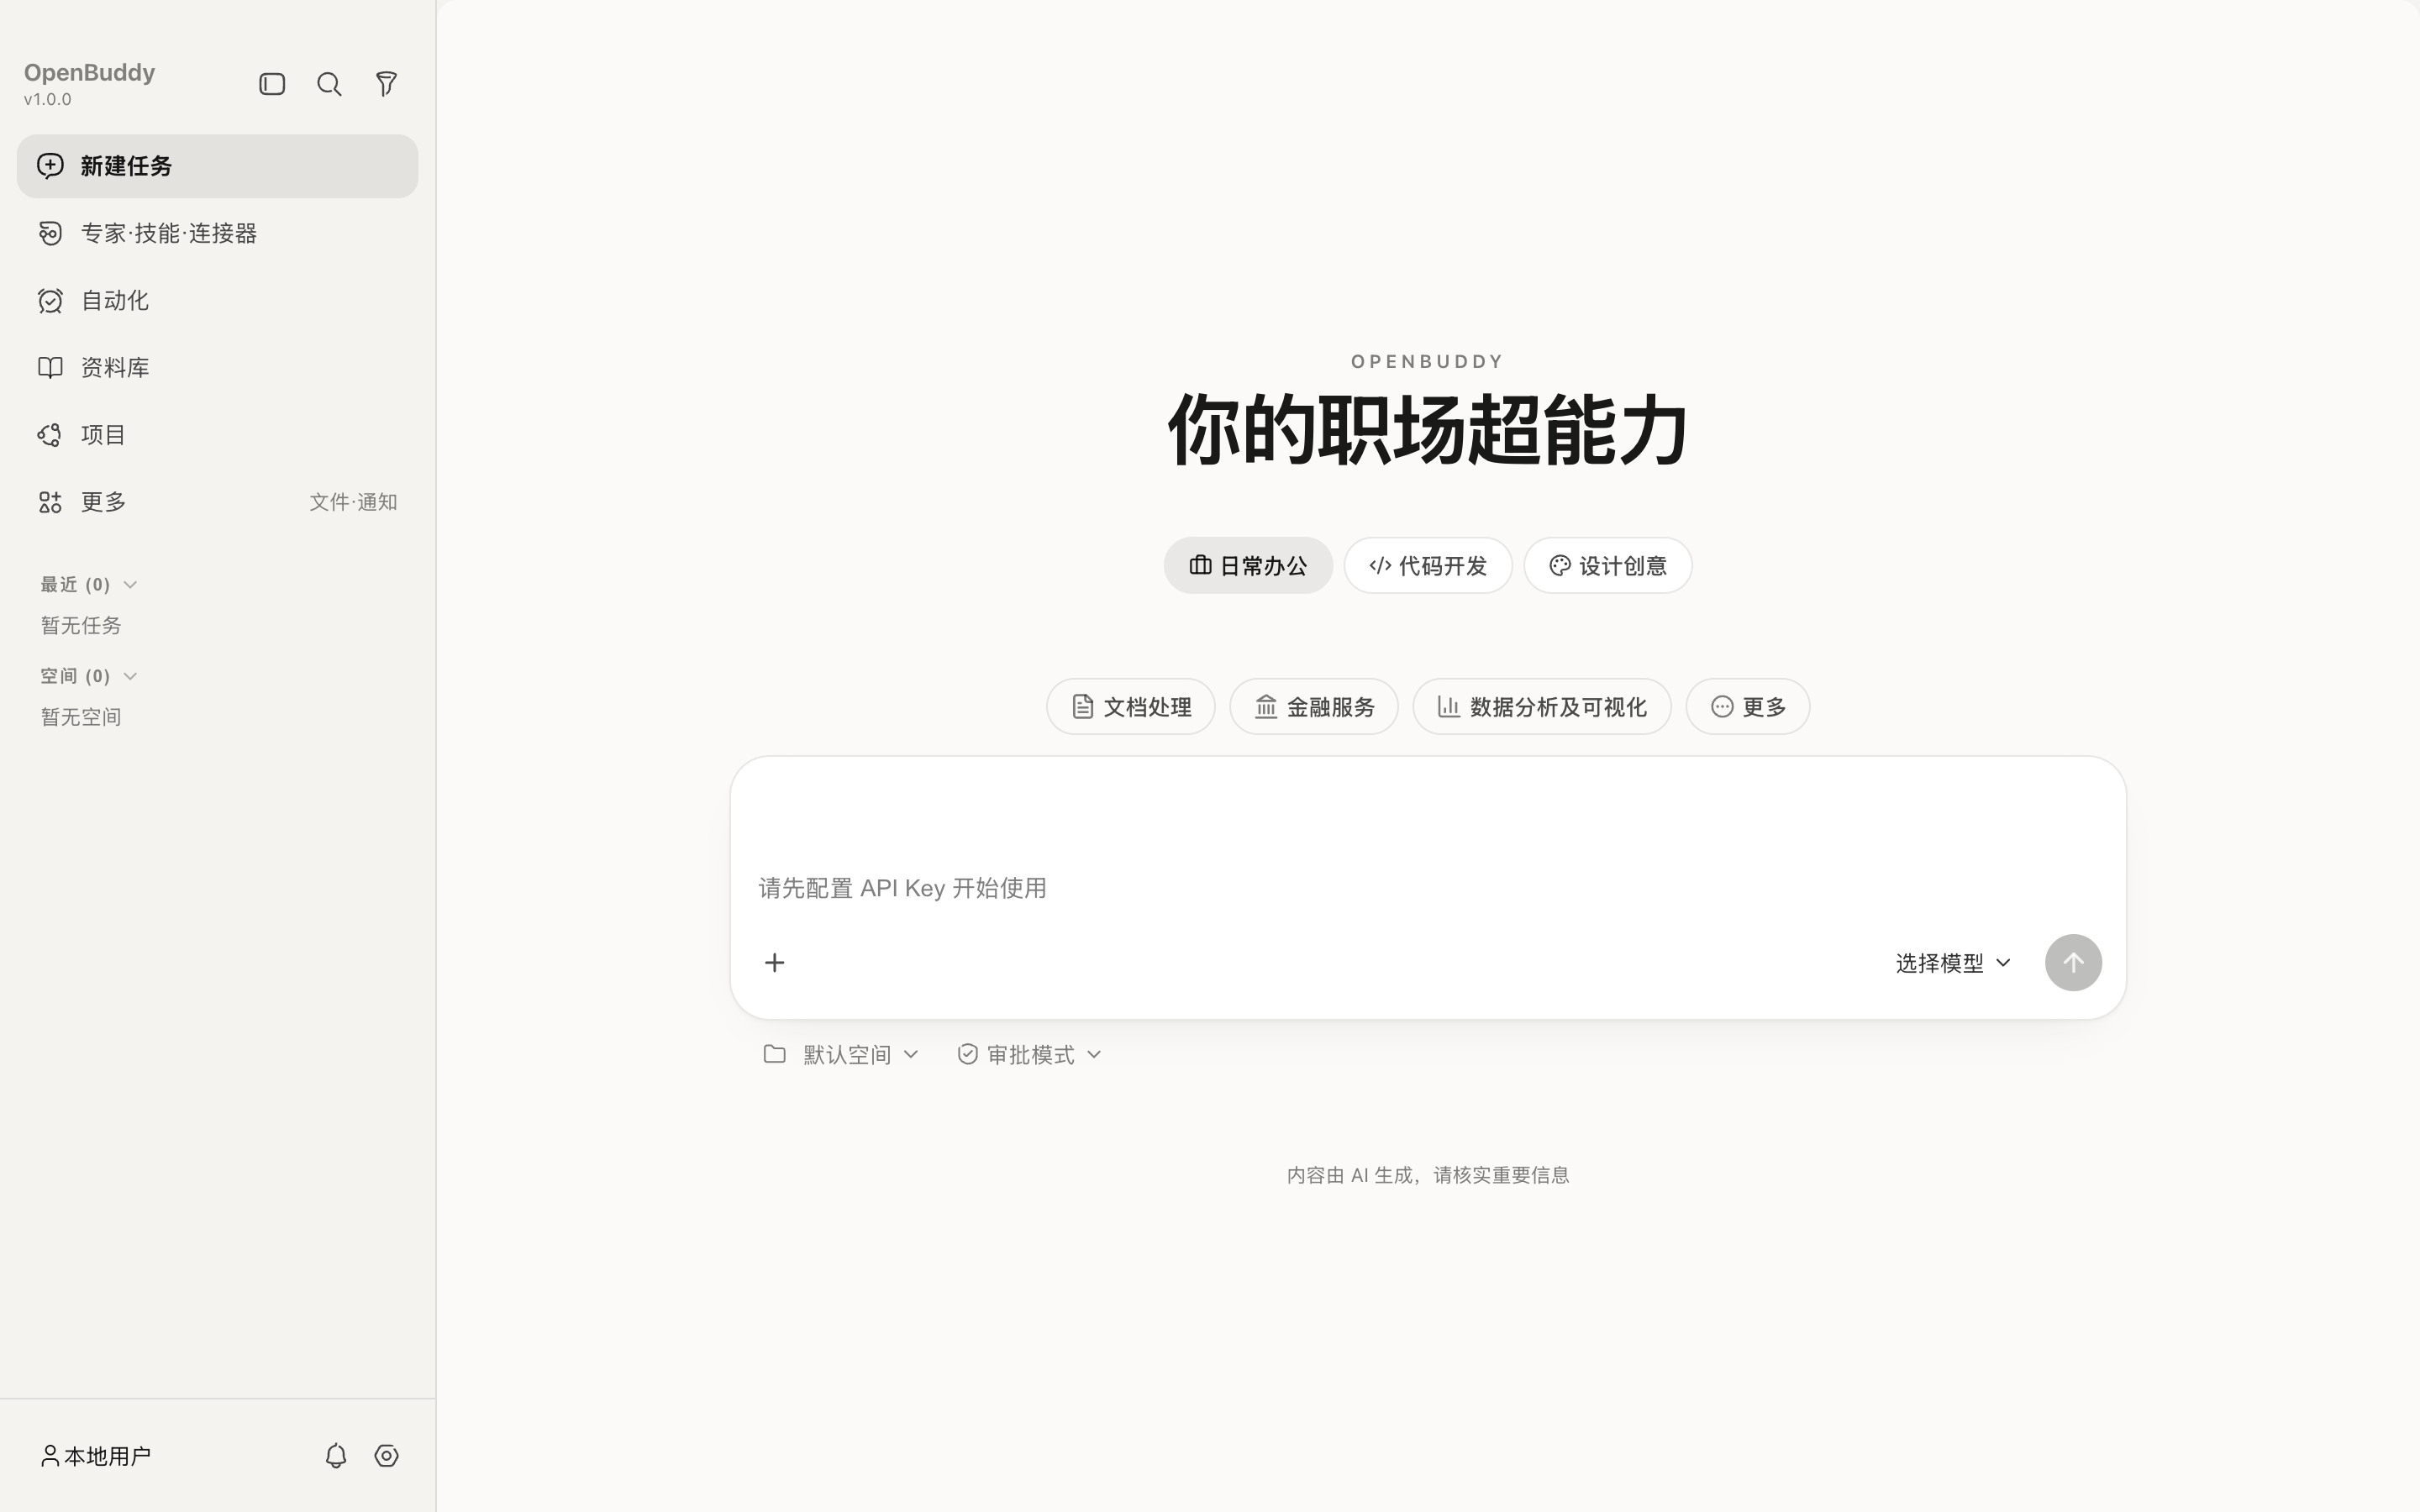 OpenBuddy
v1.0.0
新建任务
专家·技能·连接器
自动化
资料库
项目
更多
文件·通知
最近 (0)
暂无任务
空间 (0)
暂无空间
本地用户
OPENBUDDY
你的职场超能力
日常办公
代码开发
设计创意
文档处理
金融服务
数据分析及可视化
更多
请先配置 API Key 开始使用
选择模型
默认空间
审批模式
内容由 AI 生成，请核实重要信息